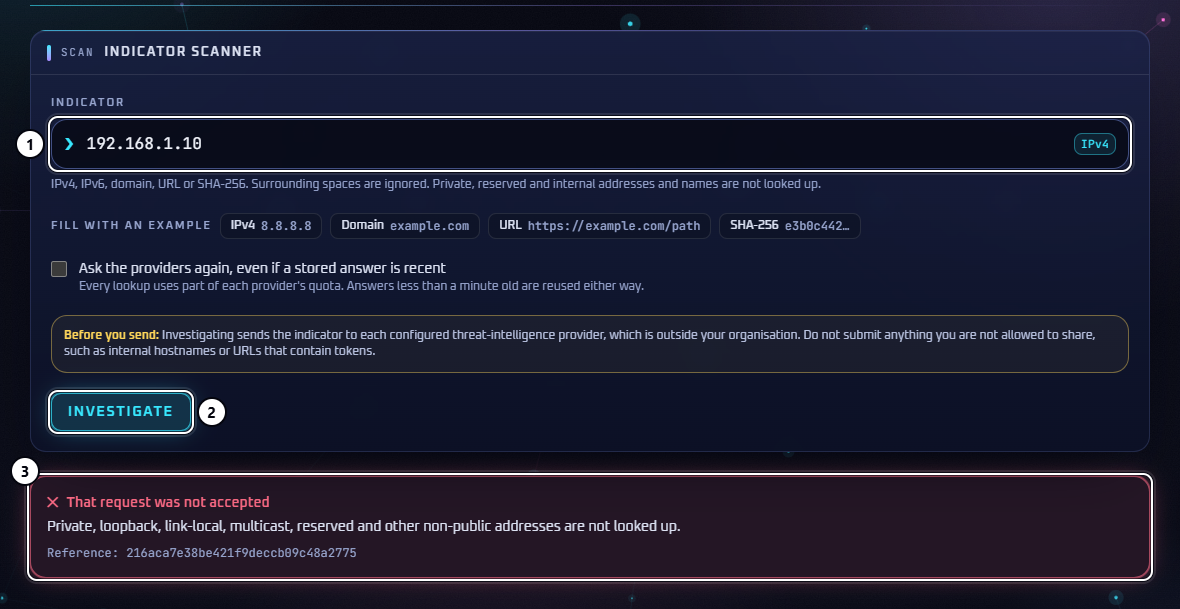 SCAN INDICATOR SCANNER
INDICATOR
1
❯ 192.168.1.10 IPv4
IPv4, IPv6, domain, URL or SHA-256. Surrounding spaces are ignored. Private, reserved and internal addresses and names are not looked up.
FILL WITH AN EXAMPLE IPv4 8.8.8.8 Domain example.com URL https://example.com/path SHA-256 e3b0c442…
Ask the providers again, even if a stored answer is recent
Every lookup uses part of each provider's quota. Answers less than a minute old are reused either way.
Before you send: Investigating sends the indicator to each configured threat-intelligence provider, which is outside your organisation. Do not submit anything you are not allowed to share,
such as internal hostnames or URLs that contain tokens.
INVESTIGATE 2
3
✕ That request was not accepted
Private, loopback, link-local, multicast, reserved and other non-public addresses are not looked up.
Reference: 216aca7e38be421f9deccb09c48a2775